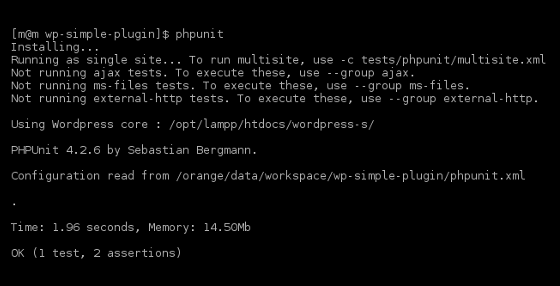 [m@m wp-simple-plugin]$ phpunit
Installing...
Running as single site... To run multisite, use -c tests/phpunit/multisite.xml
Not running ajax tests. To execute these, use --group ajax.
Not running ms-files tests. To execute these, use --group ms-files.
Not running external-http tests. To execute these, use --group external-http.
Using Wordpress core : /opt/lampp/htdocs/wordpress-s/
PHPUnit 4.2.6 by Sebastian Bergmann.
Configuration read from /orange/data/workspace/wp-simple-plugin/phpunit.xml
.
Time: 1.96 seconds, Memory: 14.50Mb
OK (1 test, 2 assertions)